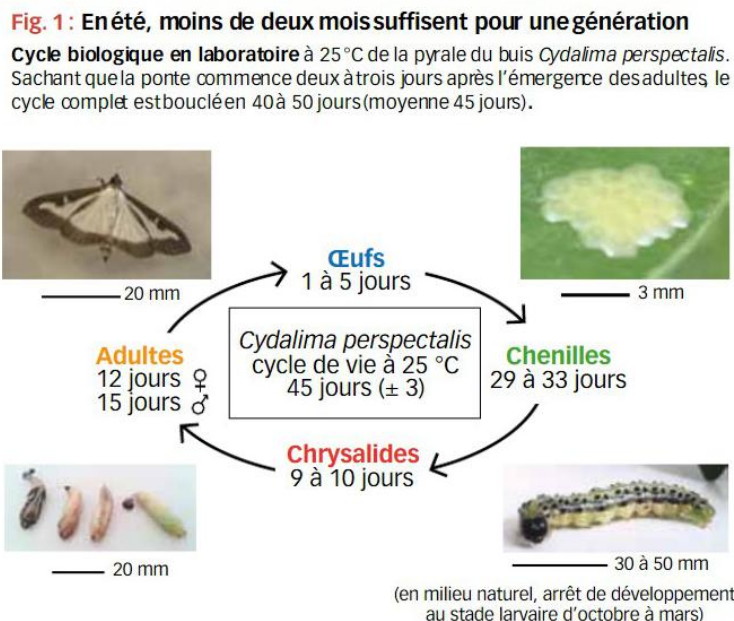 Fig. 1 : En été, moins de deux mois suffisent pour une génération
Cycle biologique en laboratoire à 25 °C de la pyrale du buis Cydalima perspectalis.
Sachant que la ponte commence deux à trois jours après l'émergence des adultes, le
cycle complet est bouclé en 40 à 50 jours (moyenne 45 jours).
20 mm
Œufs
1 à 5 jours
3 mm
Adultes
12 jours ♀
15 jours ♂
Cydalima perspectalis
cycle de vie à 25 °C
45 jours (± 3)
Chenilles
29 à 33 jours
Chrysalides
9 à 10 jours
20 mm
30 à 50 mm
(en milieu naturel, arrêt de développement
au stade larvaire d'octobre à mars)